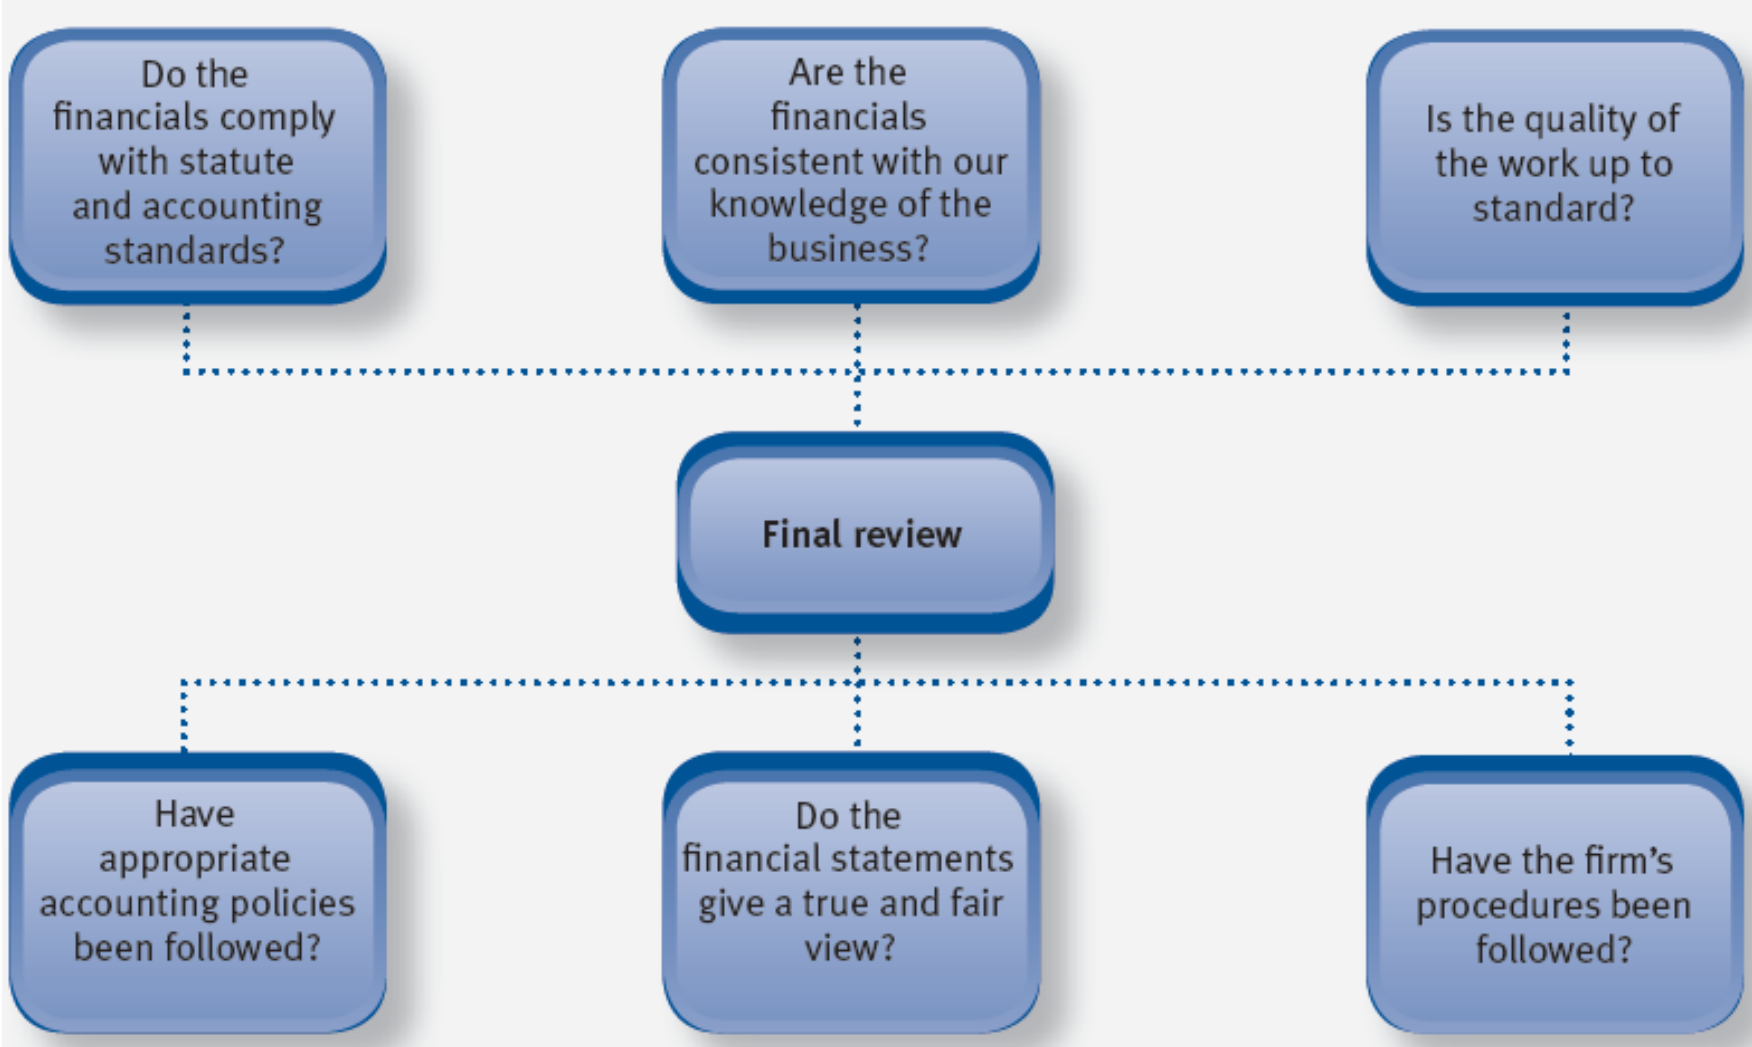 Do the
financials comply
with statute
and accounting
standards?
Are the
financials
consistent with our
knowledge of the
business?
Is the quality of
the work up to
standard?
Final review
Have
appropriate
accounting policies
been followed?
Do the
financial statements
give a true and fair
view?
Have the firm’s
procedures been
followed?